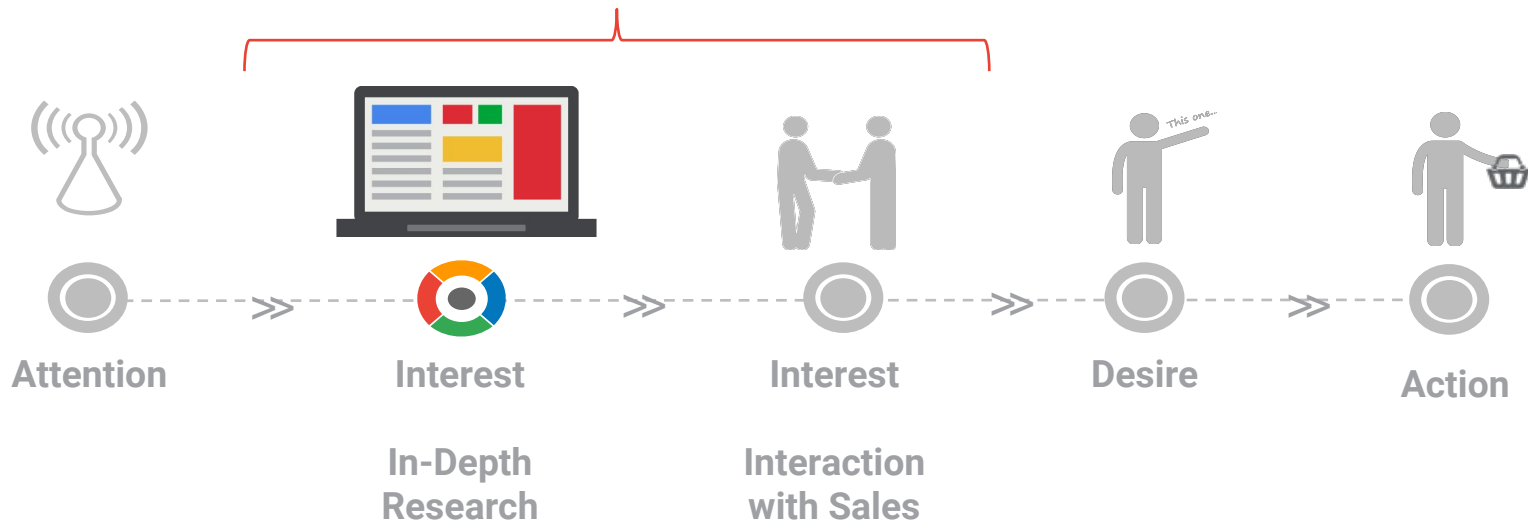 This one...
Attention
Interest
Interest
Desire
Action
In-Depth
Research
Interaction
with Sales